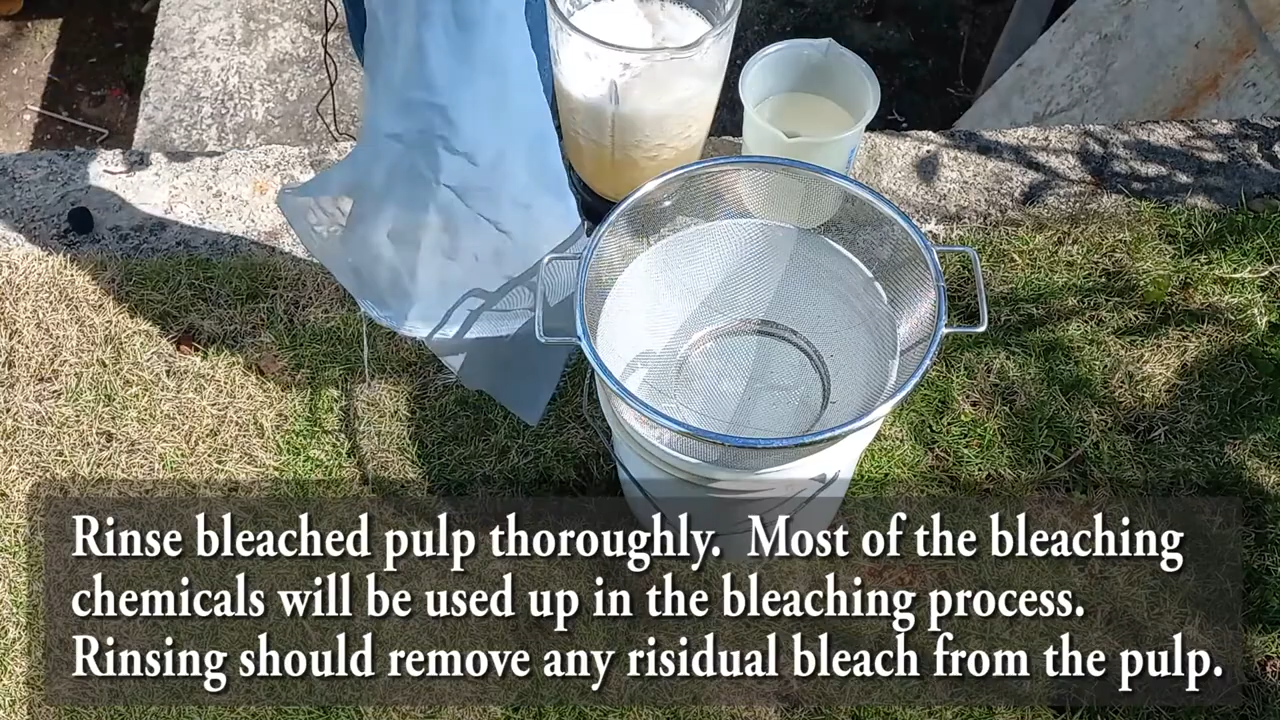 Rinse bleached pulp thoroughly.  Most of the bleaching
chemicals will be used up in the bleaching process.
Rinsing should remove any risidual bleach from the pulp.